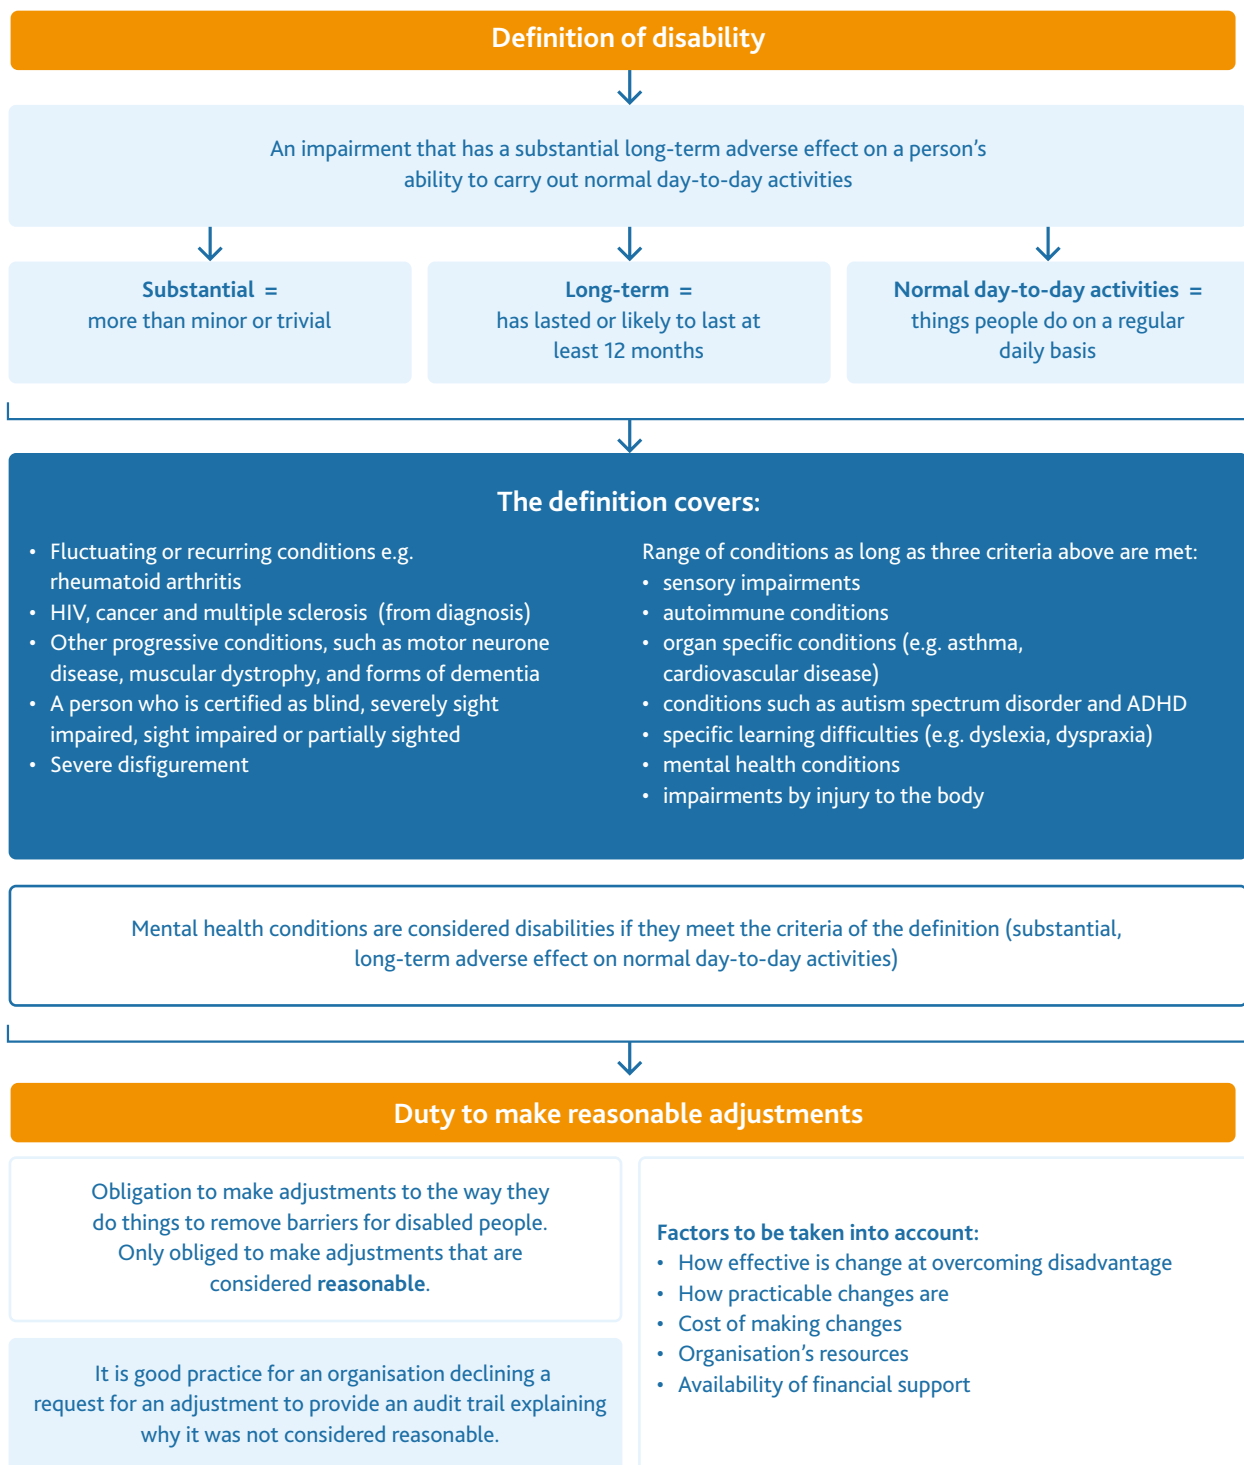 Definition of disability
An impairment that has a substantial long-term adverse effect on a person's
ability to carry out normal day-to-day activities
Substantial =
more than minor or trivial
Long-term =
has lasted or likely to last at
least 12 months
Normal day-to-day activities =
things people do on a regular
daily basis
The definition covers:
• Fluctuating or recurring conditions e.g.
rheumatoid arthritis
• HIV, cancer and multiple sclerosis (from diagnosis)
• Other progressive conditions, such as motor neurone
disease, muscular dystrophy, and forms of dementia
• A person who is certified as blind, severely sight
impaired, sight impaired or partially sighted
• Severe disfigurement
Range of conditions as long as three criteria above are met:
• sensory impairments
• autoimmune conditions
• organ specific conditions (e.g. asthma,
cardiovascular disease)
• conditions such as autism spectrum disorder and ADHD
• specific learning difficulties (e.g. dyslexia, dyspraxia)
• mental health conditions
• impairments by injury to the body
Mental health conditions are considered disabilities if they meet the criteria of the definition (substantial,
long-term adverse effect on normal day-to-day activities)
Duty to make reasonable adjustments
Obligation to make adjustments to the way they
do things to remove barriers for disabled people.
Only obliged to make adjustments that are
considered reasonable.
It is good practice for an organisation declining a
request for an adjustment to provide an audit trail explaining
why it was not considered reasonable.
Factors to be taken into account:
• How effective is change at overcoming disadvantage
• How practicable changes are
• Cost of making changes
• Organisation's resources
• Availability of financial support